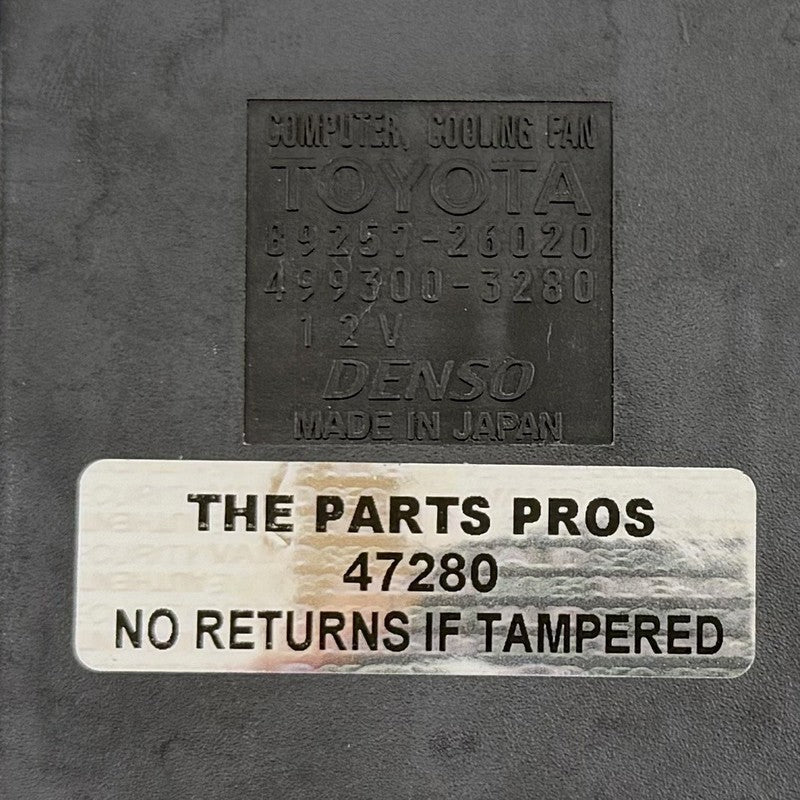 COMPUTER, COOLING FAN
TOYOTA
89257-26020
499300-3280
12V
DENSO
MADE IN JAPAN
THE PARTS PROS
47280
NO RETURNS IF TAMPERED